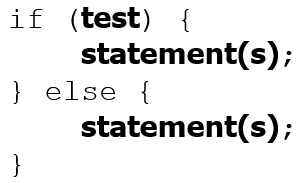 if (test) {
    statement(s);
} else {
    statement(s);
}